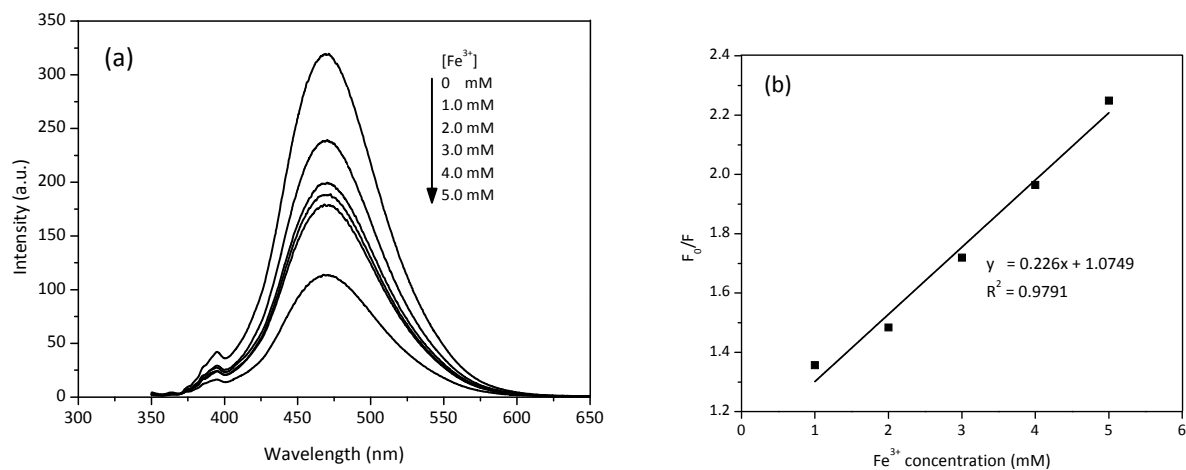 (a)
[Fe³⁺]
0 mM
1.0 mM
2.0 mM
3.0 mM
4.0 mM
5.0 mM
350
300
250
200
150
100
50
0
Intensity (a.u.)
300 350 400 450 500 550 600 650
Wavelength (nm)
(b)
2.4
2.2
2.0
1.8
1.6
1.4
1.2
F₀/F
y = 0.226x + 1.0749
R² = 0.9791
0 1 2 3 4 5 6
Fe³⁺ concentration (mM)